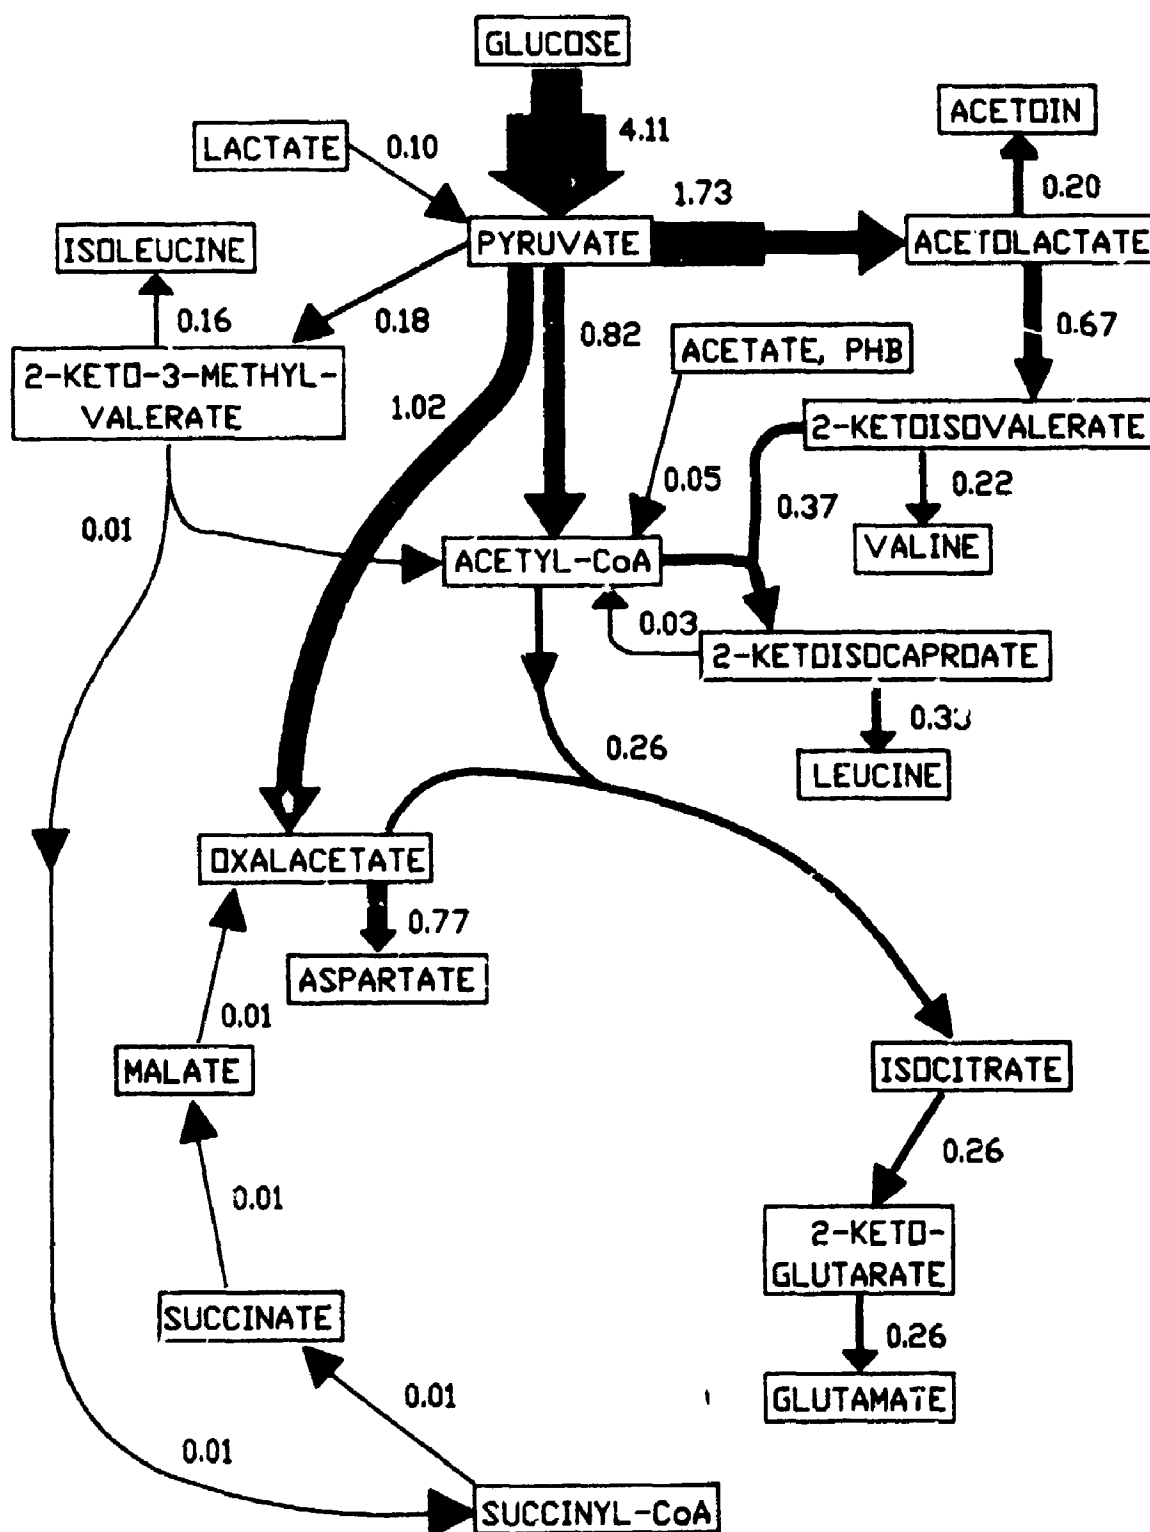 GLUCOSE
4.11
ACETOIN
LACTATE
0.10
0.20
1.73
ISOLEUCINE
PYRUVATE
ACETOLACTATE
0.16
0.18
0.82
0.67
2-KETO-3-METHYL-
VALERATE
ACETATE, PHB
1.02
2-KETOISOVALERATE
0.01
0.05
0.37
0.22
ACETYL-CoA
VALINE
0.03
2-KETOISOCAPROATE
0.26
LEUCINE
OXALACETATE
0.77
ASPARTATE
0.01
MALATE
ISOCITRATE
0.26
0.01
2-KETO-
GLUTARATE
SUCCINATE
0.26
0.01
GLUTAMATE
0.01
SUCCINYL-CoA